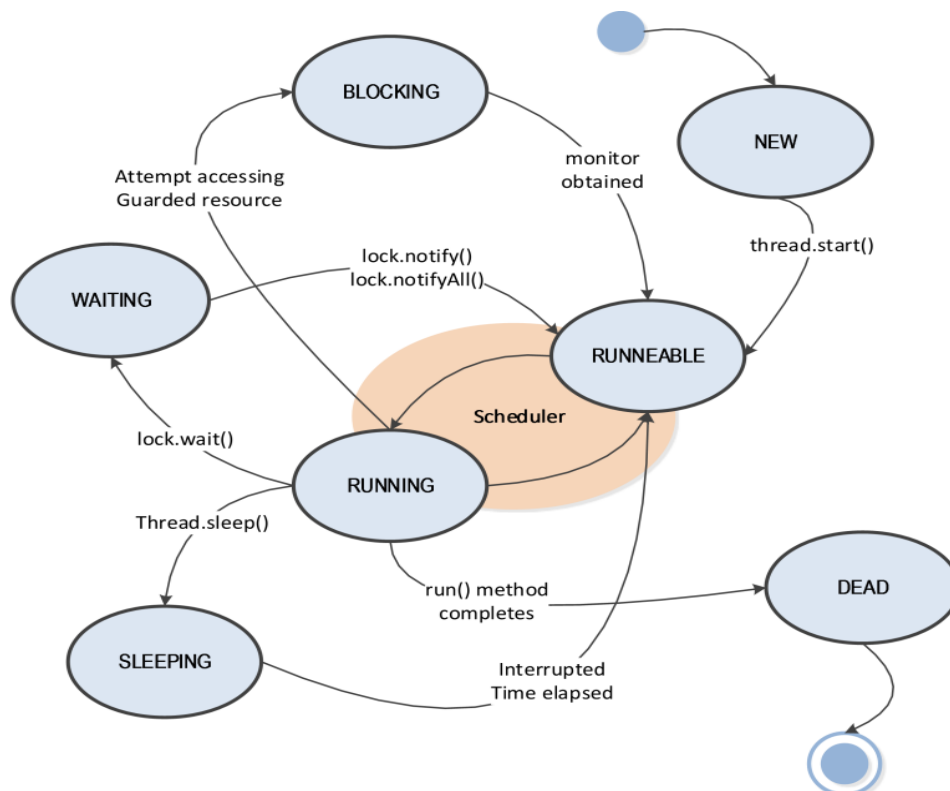 BLOCKING
NEW
monitor
obtained
Attempt accessing
Guarded resource
thread.start()
lock.notify()
lock.notifyAll()
WAITING
RUNNEABLE
Scheduler
lock.wait()
RUNNING
Thread.sleep()
run() method
completes
DEAD
SLEEPING
Interrupted
Time elapsed